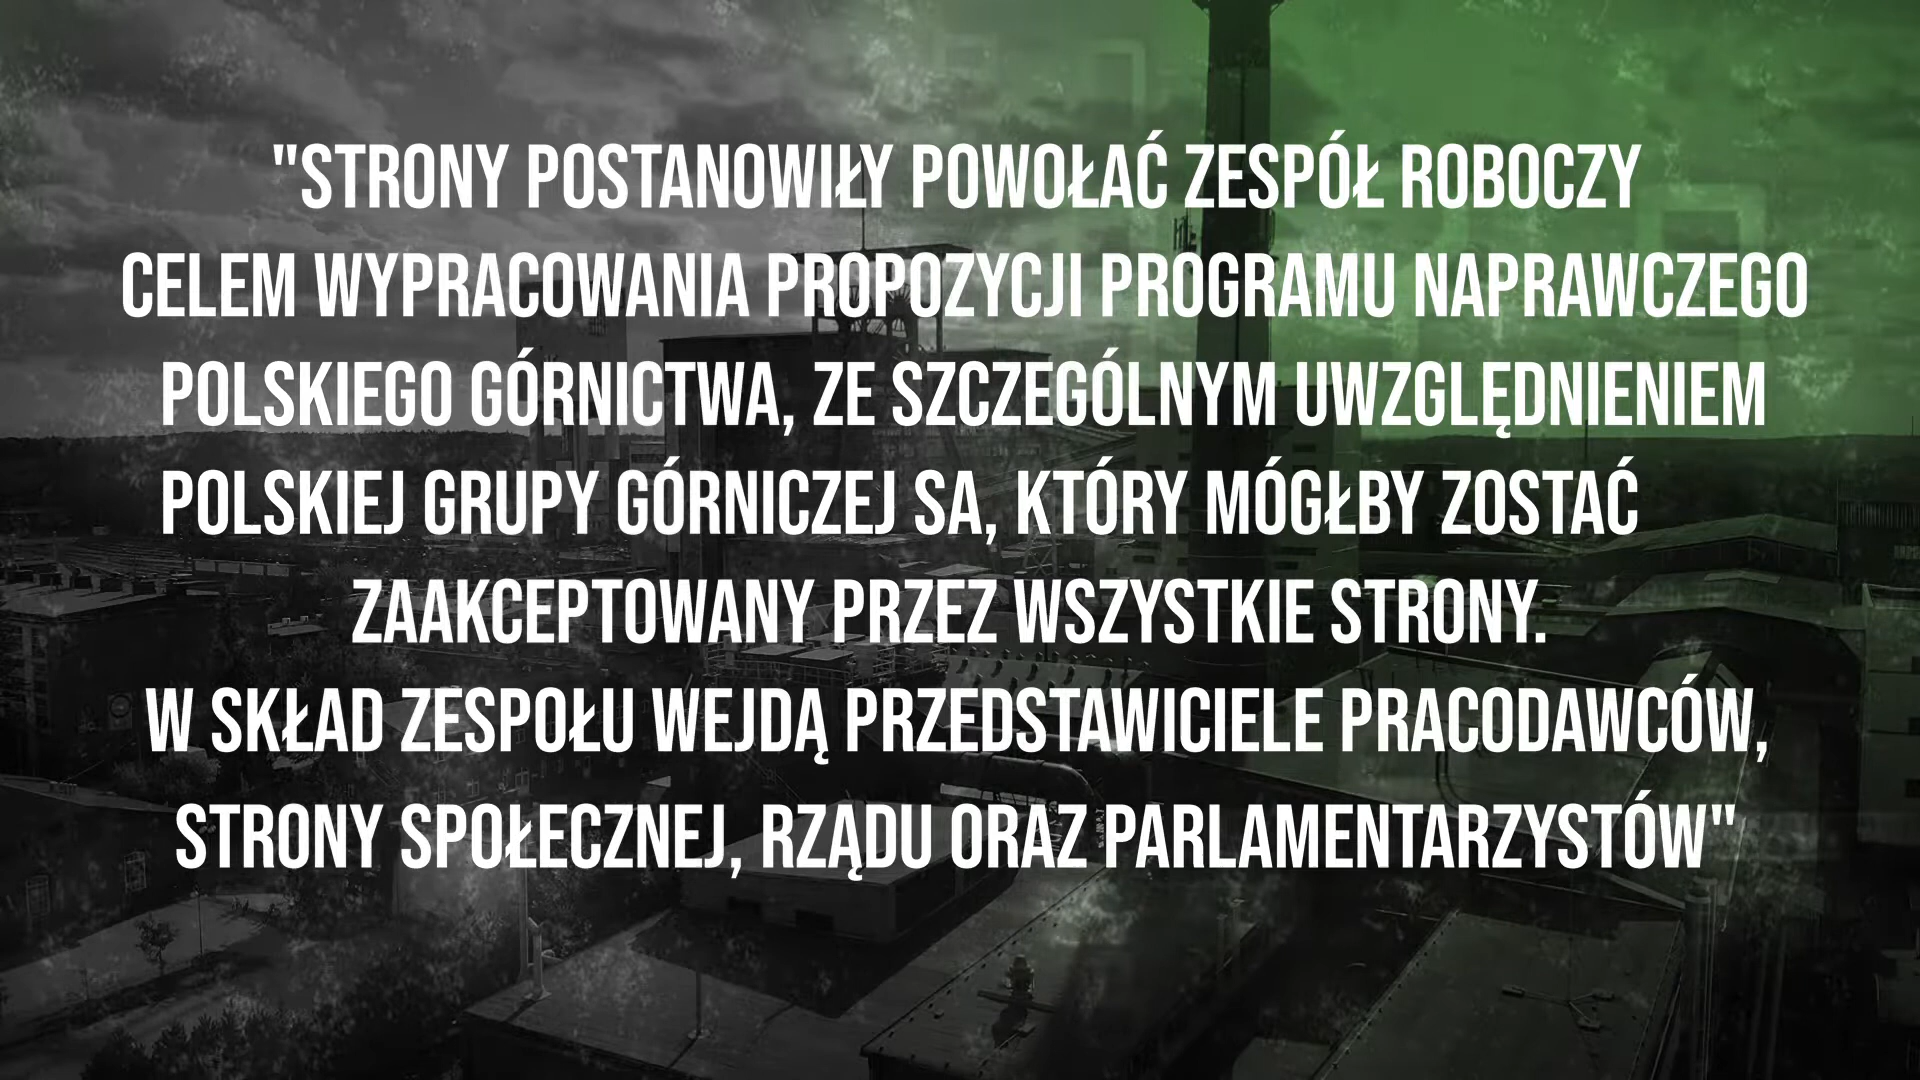 "STRONY POSTANOWIŁY POWOŁAĆ ZESPÓŁ ROBOCZY
CELEM WYPRACOWANIA PROPOZYCJI PROGRAMU NAPRAWCZEGO
POLSKIEGO GÓRNICTWA, ZE SZCZEGÓLNYM UWZGLĘDNIENIEM
POLSKIEJ GRUPY GÓRNICZEJ SA, KTÓRY MÓGŁBY ZOSTAĆ
ZAAKCEPTOWANY PRZEZ WSZYSTKIE STRONY.
W SKŁAD ZESPOŁU WEJDĄ PRZEDSTAWICIELE PRACODAWCÓW,
STRONY SPOŁECZNEJ, RZĄDU ORAZ PARLAMENTARZYSTÓW"